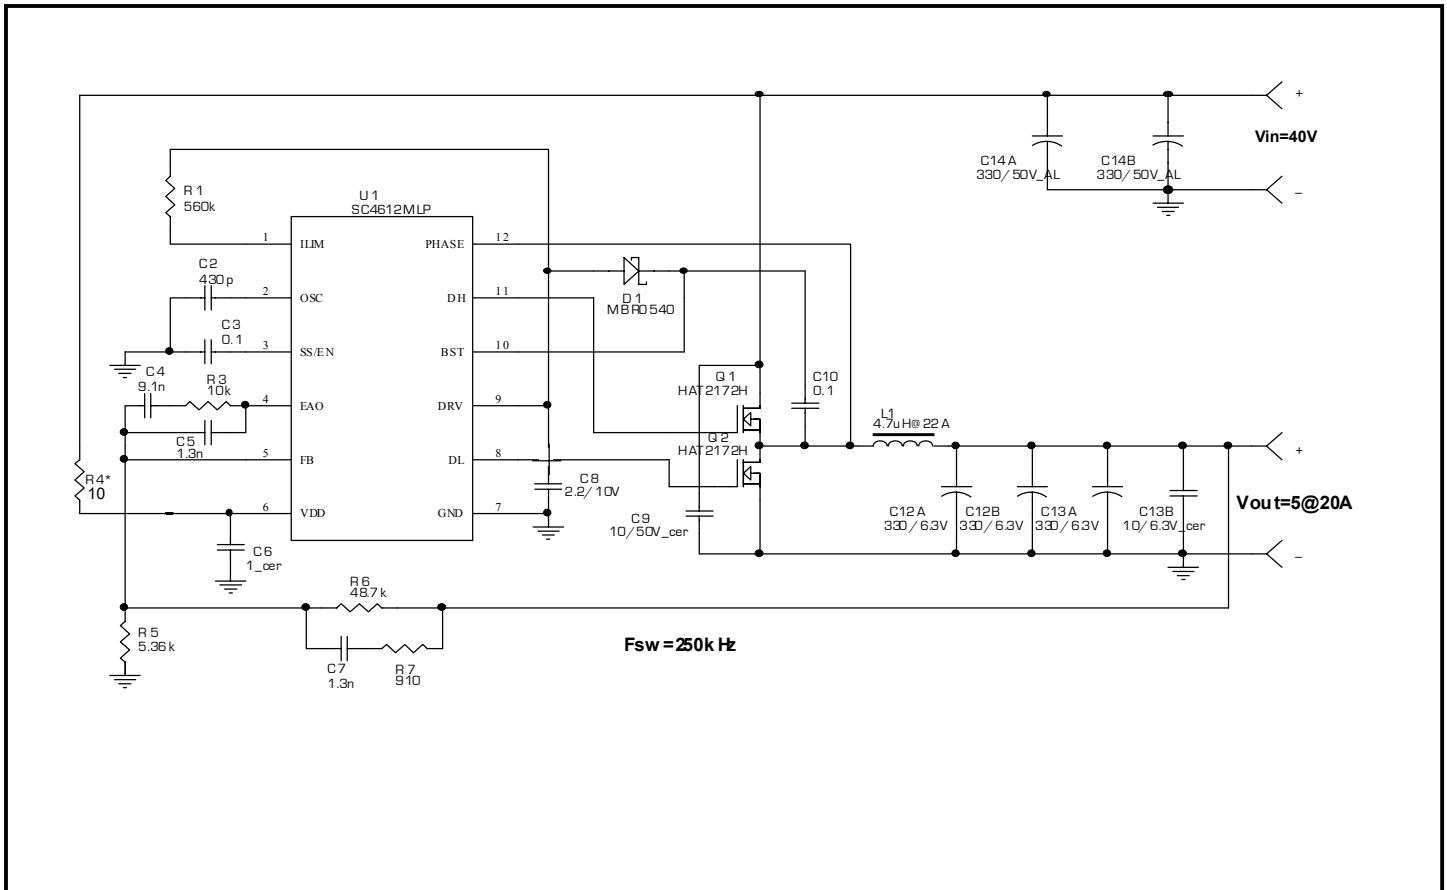 +
Vin=40V
–
C14A
330/50V_AL
C14B
330/50V_AL
R1
560k
U1
SC4612MLP
1
ILIM
PHASE
12
C2
430p
2
OSC
DH
11
D1
MBR0540
C3
0.1
3
SS/EN
BST
10
C4
9.1n
R3
10k
4
EAO
DRV
9
C5
1.3n
5
FB
DL
8
R4*
10
6
VDD
GND
7
C6
1_cer
C8
2.2/10V
Q1
HAT2172H
Q2
HAT2172H
C10
0.1
C9
10/50V_cer
L1
4.7uH@22A
C12A
330/6.3V
C12B
330/6.3V
C13A
330/6.3V
C13B
10/6.3V_cer
+
Vout=5@20A
–
R6
48.7k
R5
5.36k
C7
1.3n
R7
910
Fsw=250kHz